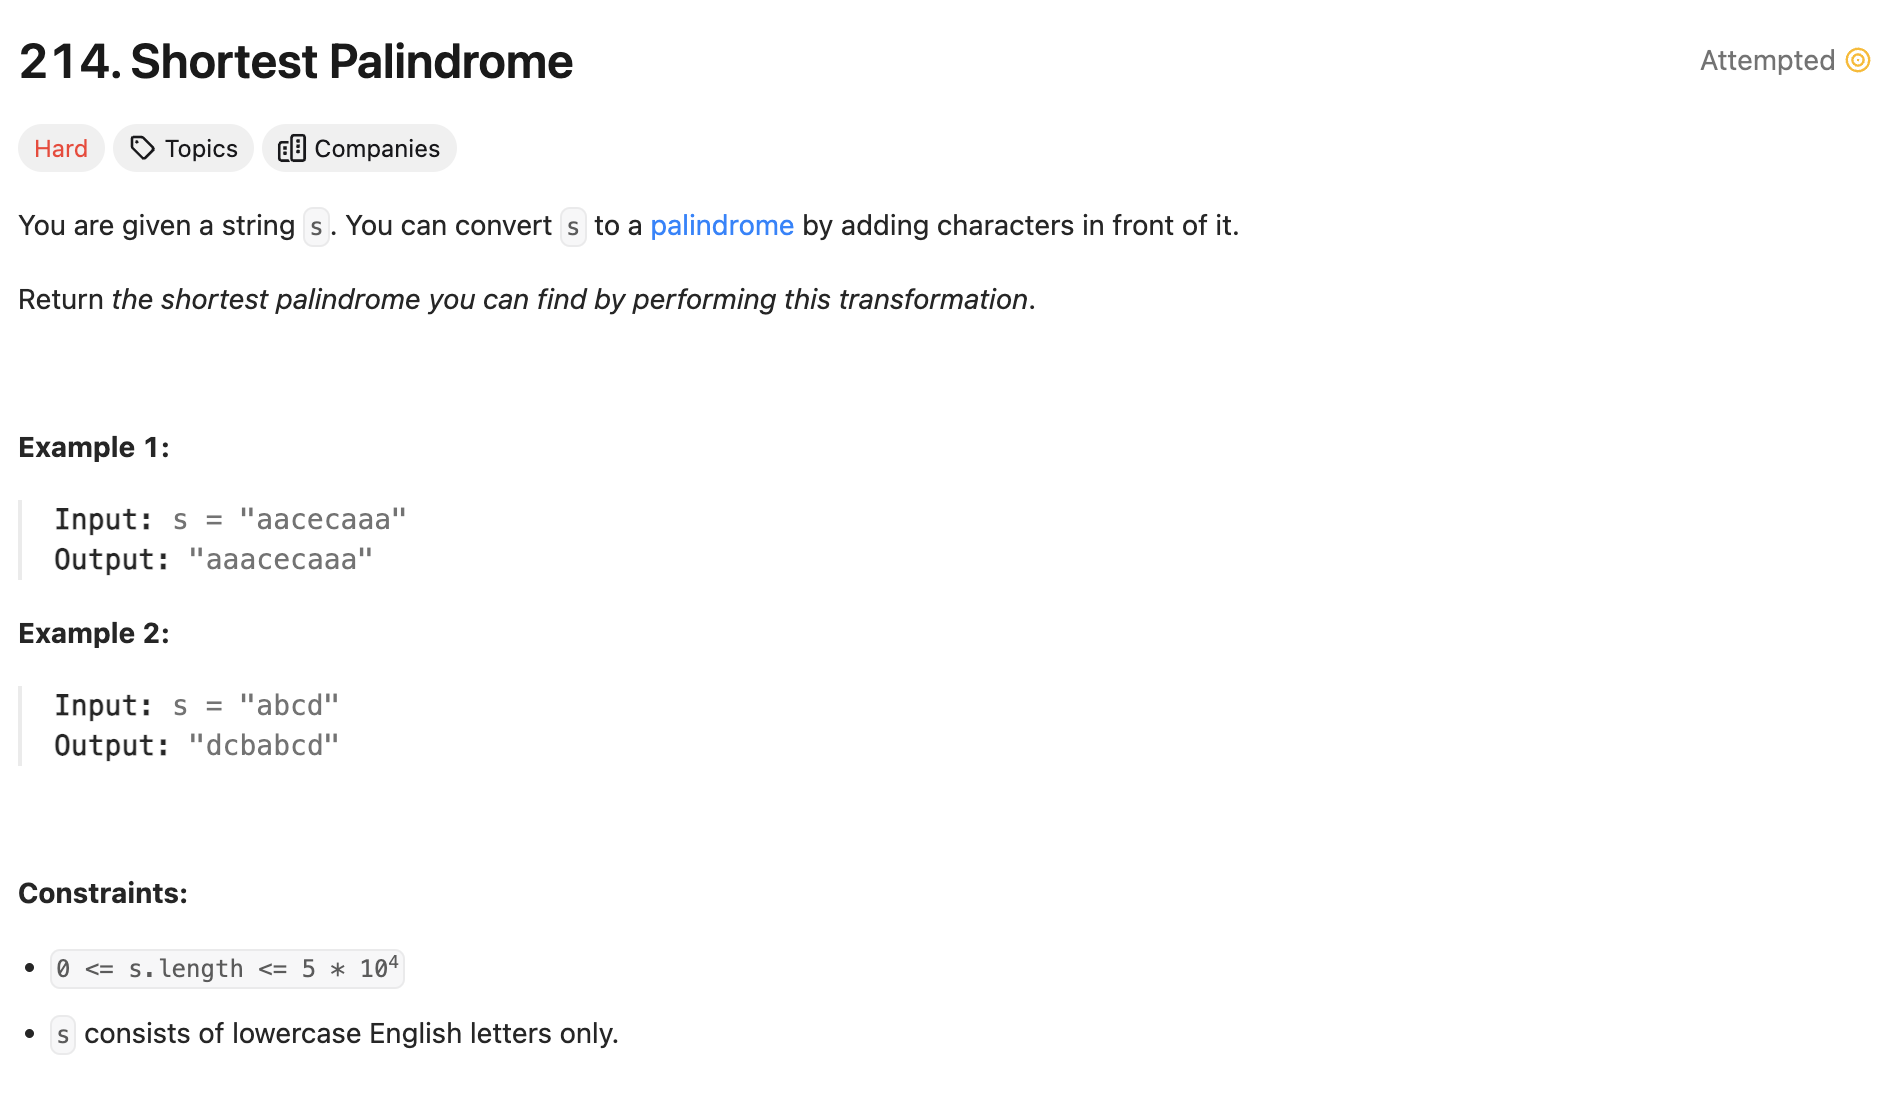 214. Shortest Palindrome
Attempted
Hard
Topics
Companies
You are given a string s. You can convert s to a palindrome by adding characters in front of it.
Return the shortest palindrome you can find by performing this transformation.
Example 1:
Input: s = "aacecaaa"
Output: "aaacecaaa"
Example 2:
Input: s = "abcd"
Output: "dcbabcd"
Constraints:
• 0 <= s.length <= 5 * 10⁴
• s consists of lowercase English letters only.